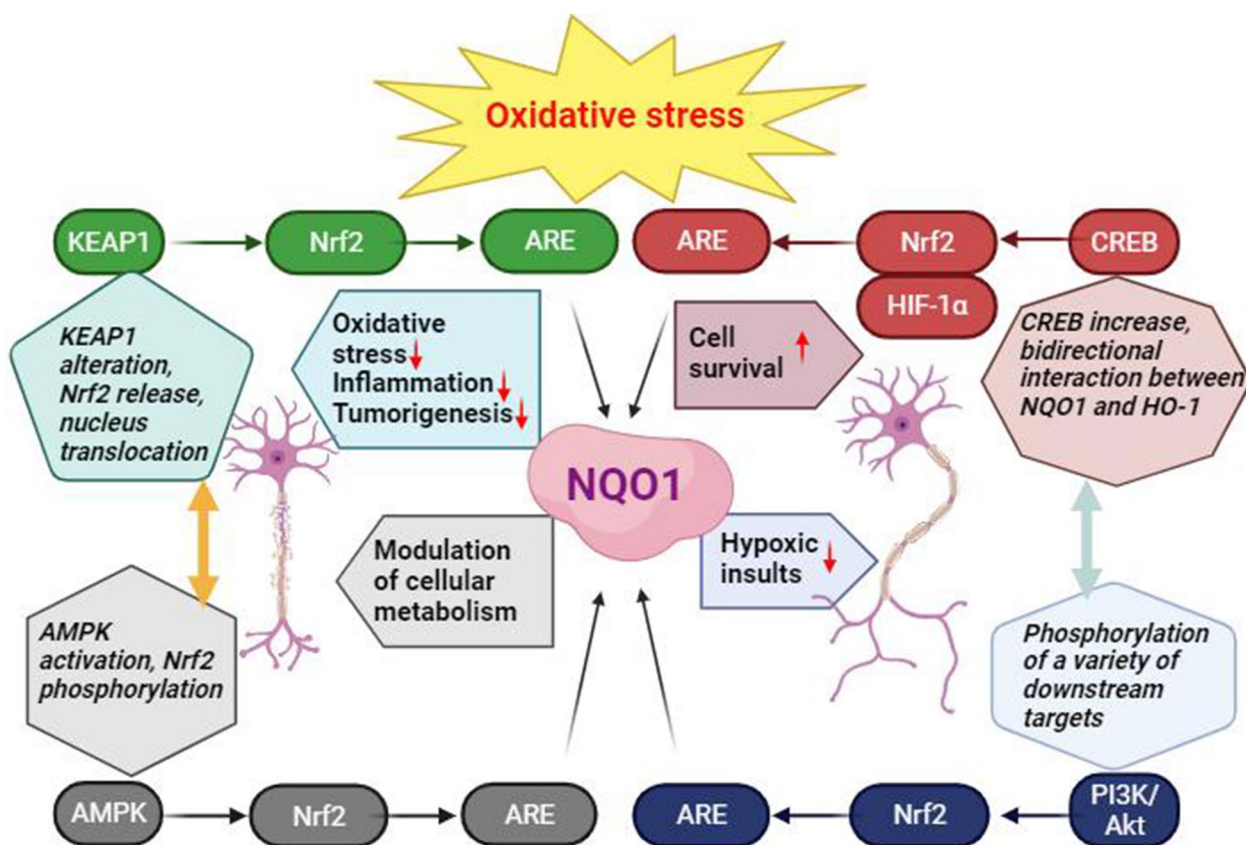 Oxidative stress
KEAP1
Nrf2
ARE
ARE
Nrf2
CREB
HIF-1α
KEAP1
alteration,
Nrf2 release,
nucleus
translocation
Oxidative
stress
Inflammation
Tumorigenesis
Cell
survival
CREB increase,
bidirectional
interaction between
NQO1 and HO-1
NQO1
Modulation
of cellular
metabolism
Hypoxic
insults
AMPK
activation, Nrf2
phosphorylation
Phosphorylation
of a variety of
downstream
targets
AMPK
Nrf2
ARE
ARE
Nrf2
PI3K/
Akt